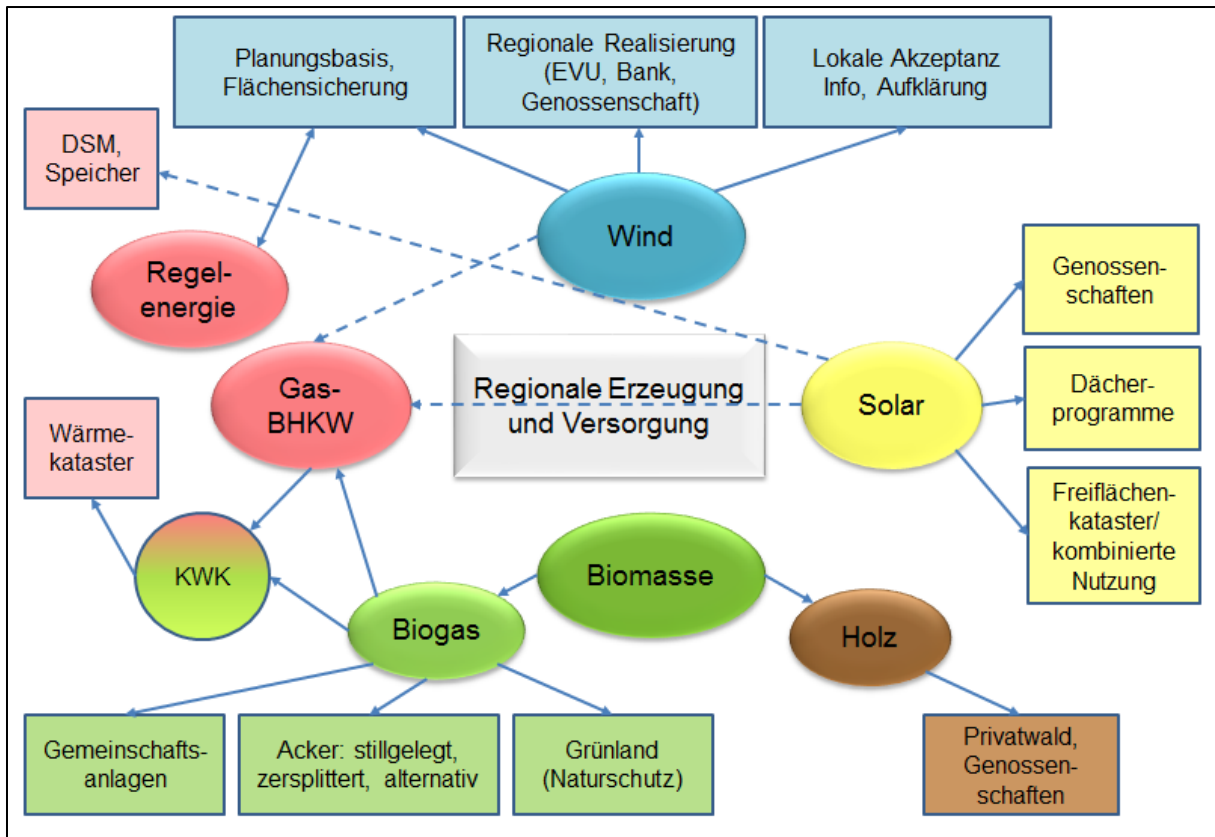 Planungsbasis,
Flächensicherung
Regionale Realisierung
(EVU, Bank,
Genossenschaft)
Lokale Akzeptanz
Info, Aufklärung
DSM,
Speicher
Wind
Regel-
energie
Genossen-
schaften
Gas-
BHKW
Regionale Erzeugung
und Versorgung
Solar
Dächer-
programme
Wärme-
kataster
Freiflächen-
kataster/
kombinierte
Nutzung
KWK
Biomasse
Biogas
Holz
Gemeinschafts-
anlagen
Acker: stillgelegt,
zersplittert, alternativ
Grünland
(Naturschutz)
Privatwald,
Genossen-
schaften